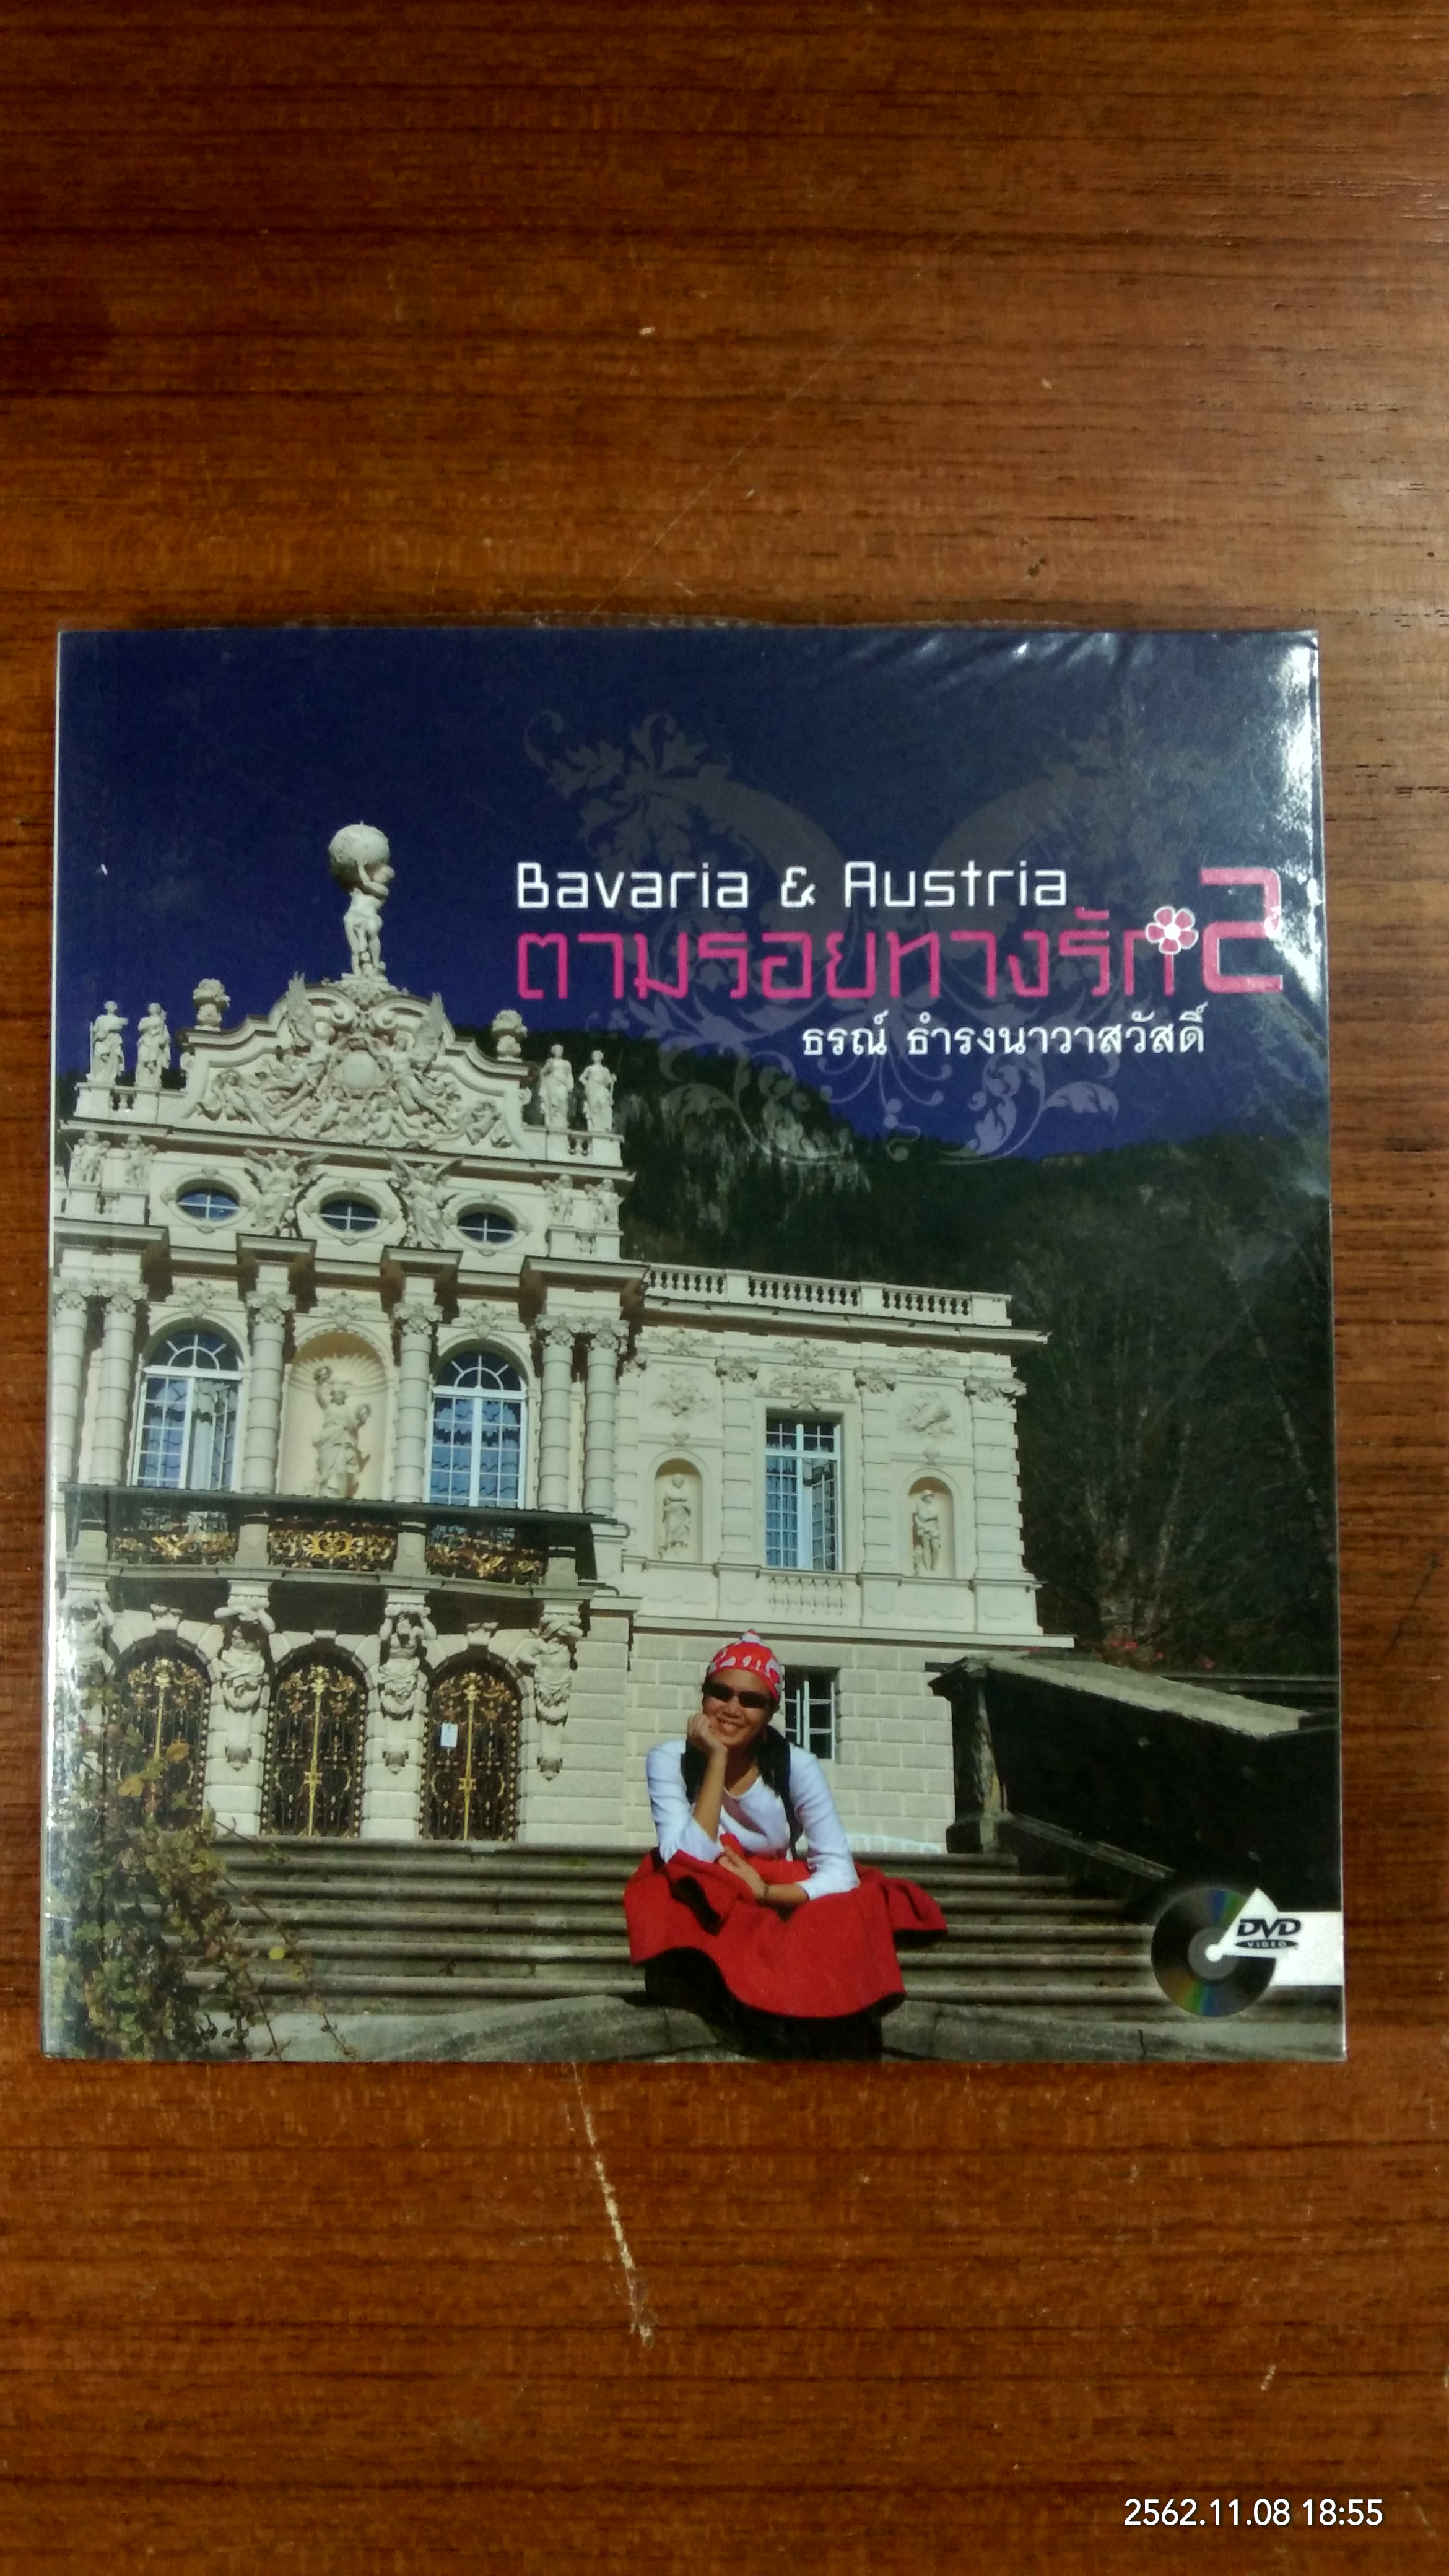 Bavaria & Austria
ตามรอยทางรัก 2
ธรณ์ ธำรงนาวาสวัสดิ์
DVD
VIDEO
2562.11.08 18:55